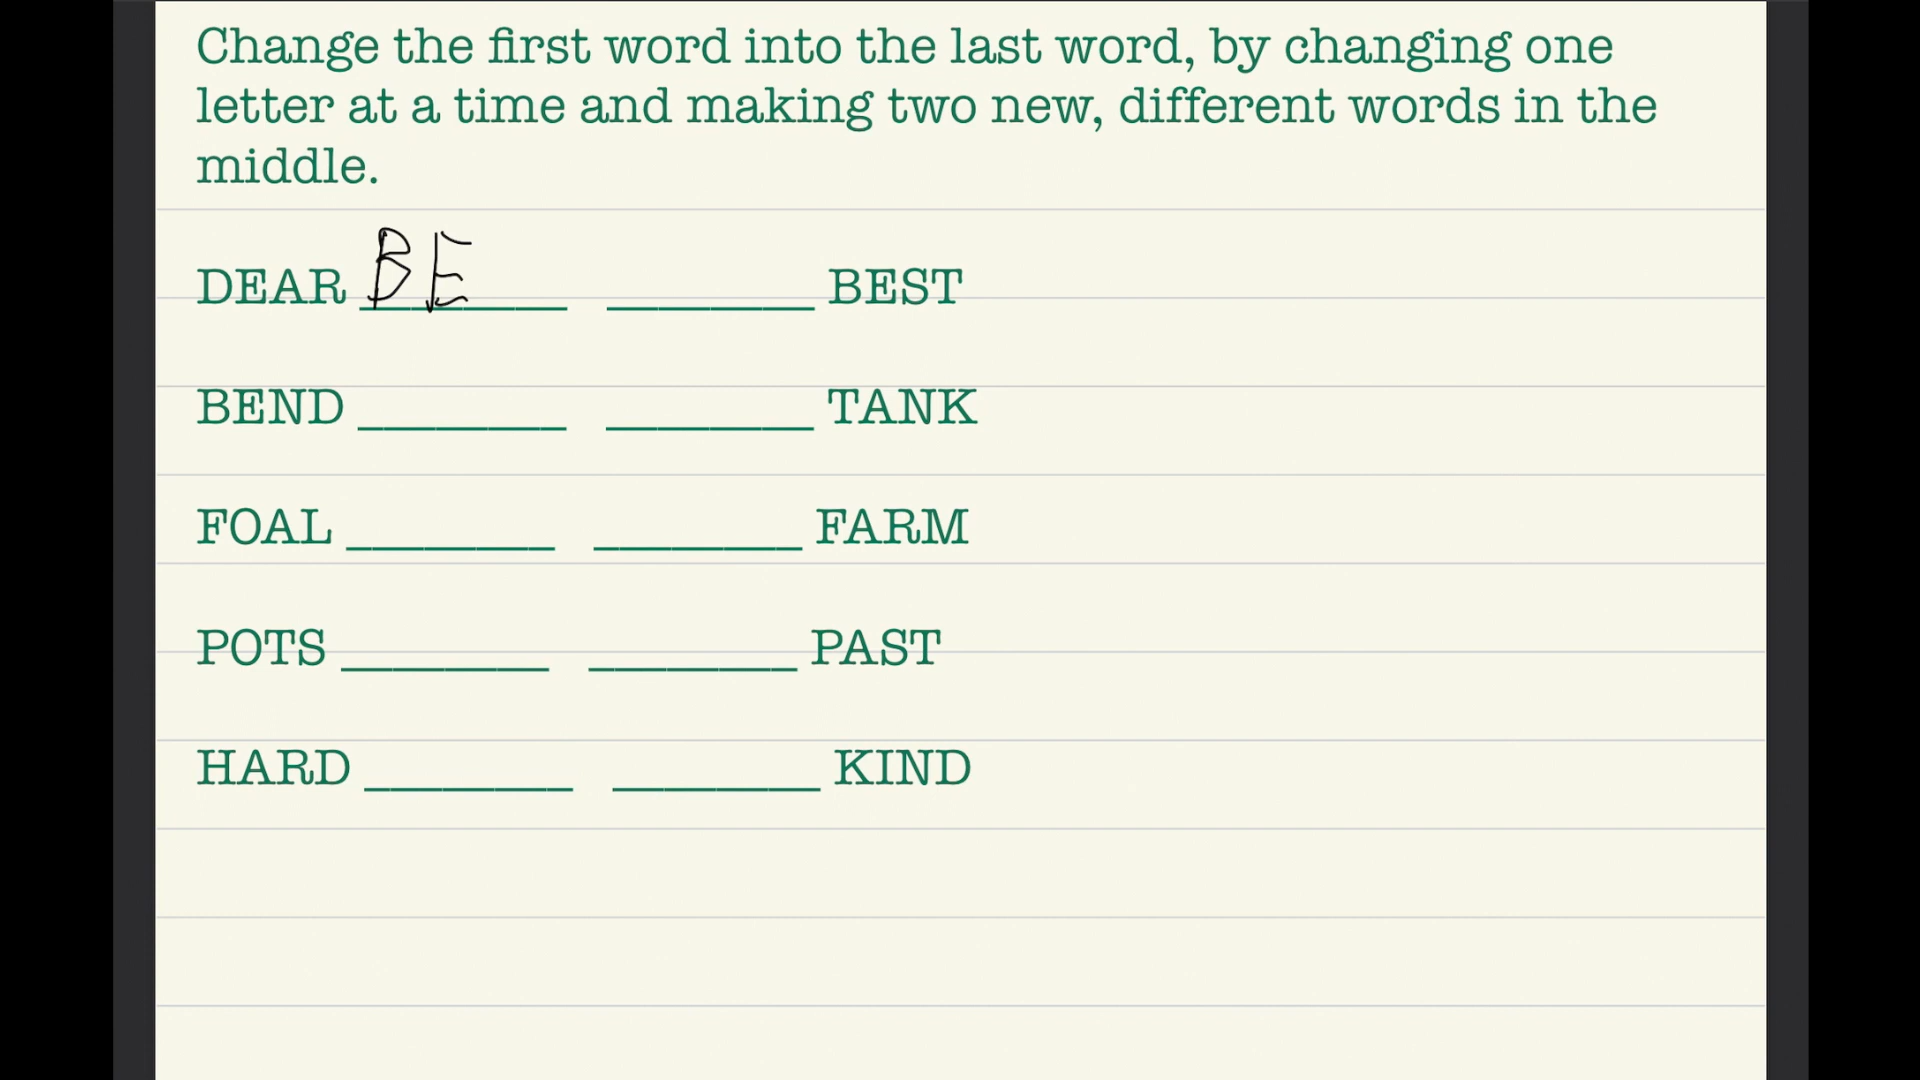 Change the first word into the last word, by changing one
letter at a time and making two new, different words in the
middle.
DEAR BE________ ________ BEST
BEND ________ ________ TANK
FOAL ________ ________ FARM
POTS ________ ________ PAST
HARD ________ ________ KIND